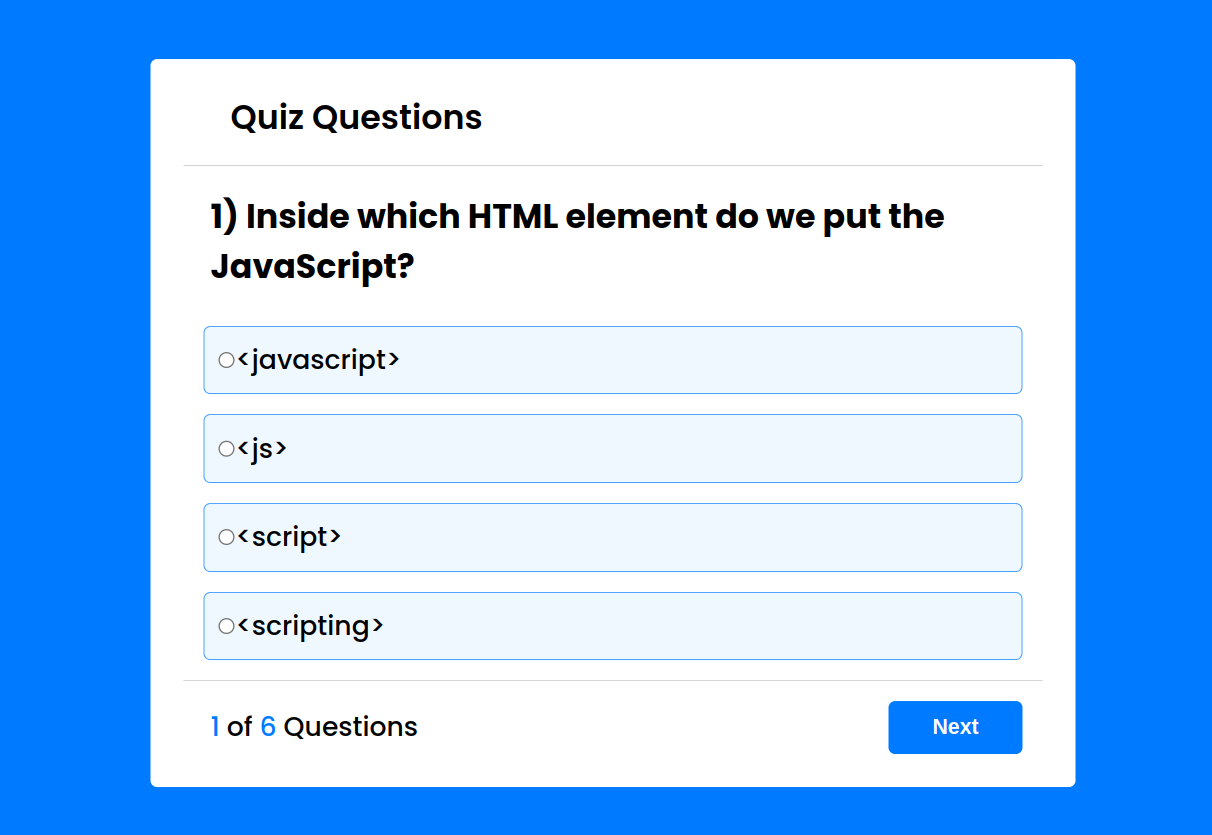 Quiz Questions
1) Inside which HTML element do we put the
JavaScript?
<javascript>
<js>
<script>
<scripting>
1 of 6 Questions
Next